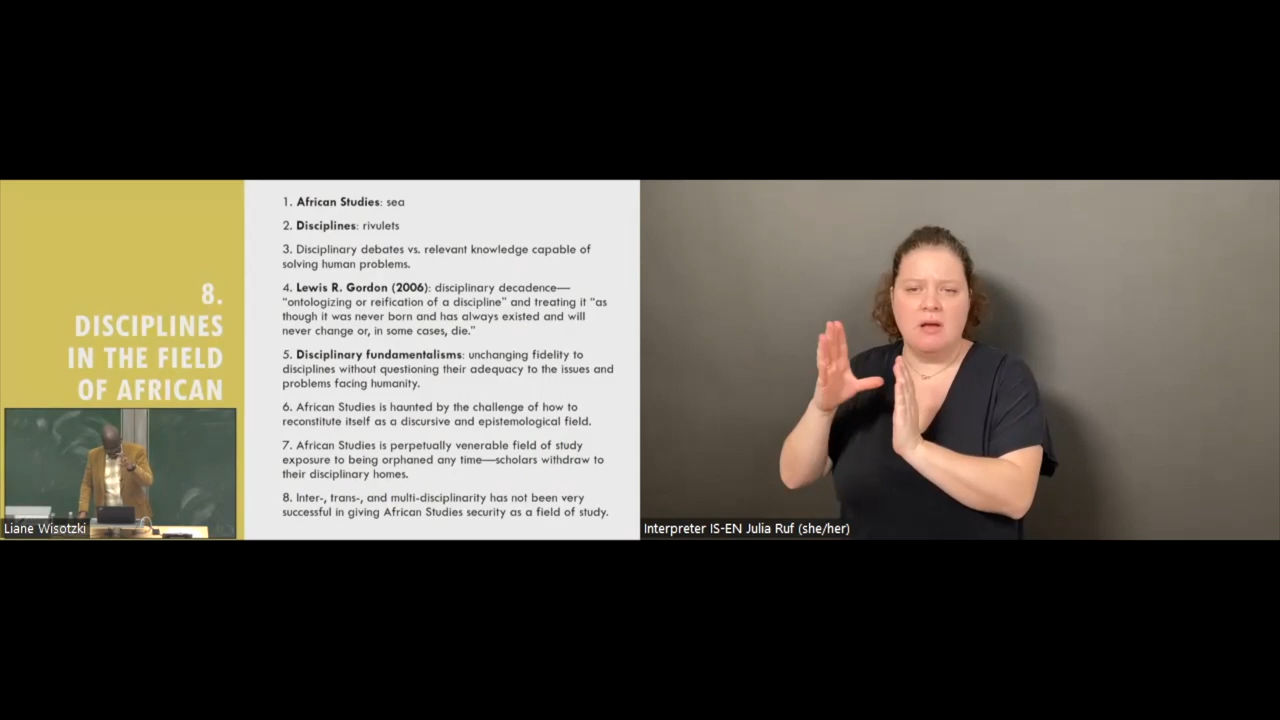 8.
DISCIPLINES
IN THE FIELD
OF AFRICAN
1. African Studies: sea
2. Disciplines: rivulets
3. Disciplinary debates vs. relevant knowledge capable of
solving human problems.
4. Lewis R. Gordon (2006): disciplinary decadence—
"ontologizing or reification of a discipline" and treating it "as
though it was never born and has always existed and will
never change or, in some cases, die."
5. Disciplinary fundamentalisms: unchanging fidelity to
disciplines without questioning their adequacy to the issues and
problems facing humanity.
6. African Studies is haunted by the challenge of how to
reconstitute itself as a discursive and epistemological field.
7. African Studies is perpetually venerable field of study
exposure to being orphaned any time—scholars withdraw to
their disciplinary homes.
8. Inter-, trans-, and multi-disciplinarity has not been very
successful in giving African Studies security as a field of study.
Liane Wisotzki
Interpreter IS-EN Julia Ruf (she/her)